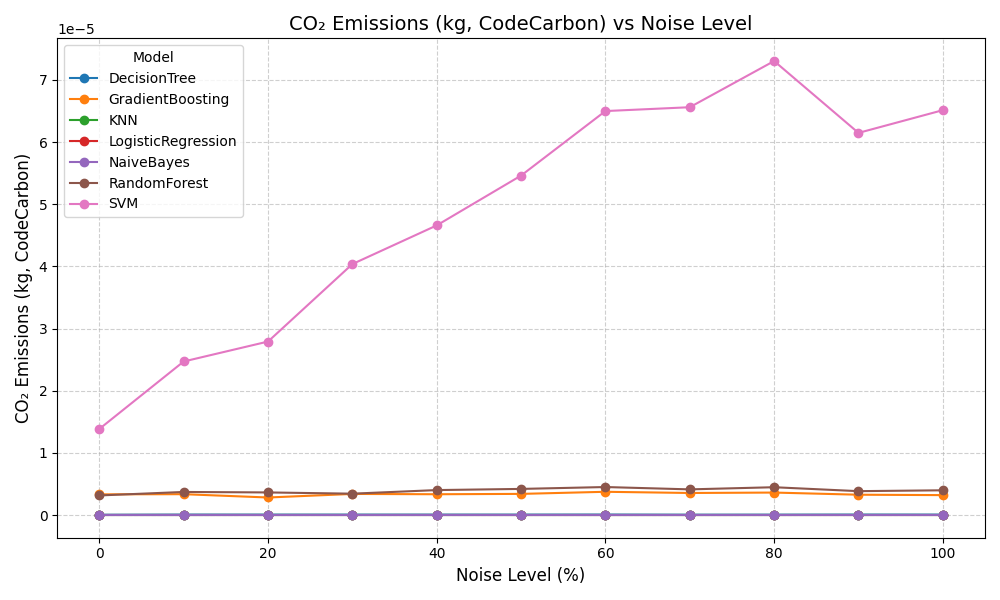 CO₂ Emissions (kg, CodeCarbon) vs Noise Level
1e−5
Model
DecisionTree
GradientBoosting
KNN
LogisticRegression
NaiveBayes
RandomForest
SVM
CO₂ Emissions (kg, CodeCarbon)
7
6
5
4
3
2
1
0
0 20 40 60 80 100
Noise Level (%)